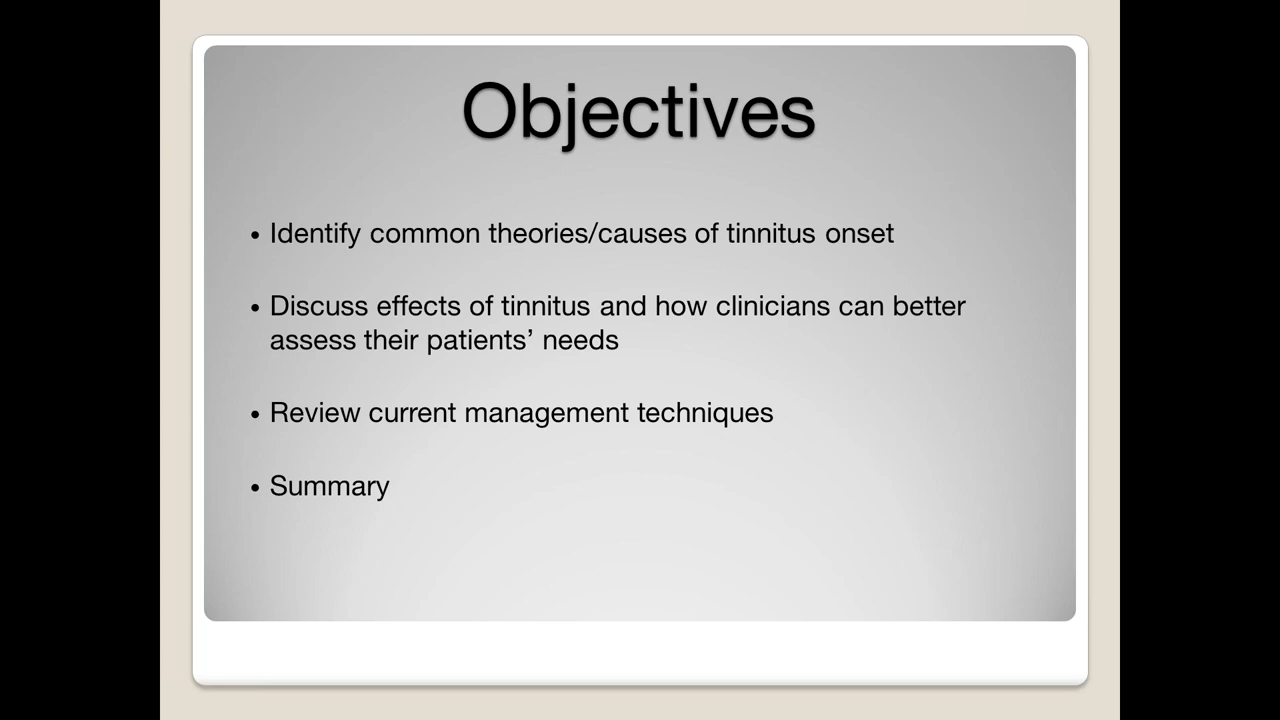 Objectives
• Identify common theories/causes of tinnitus onset
• Discuss effects of tinnitus and how clinicians can better
assess their patients’ needs
• Review current management techniques
• Summary